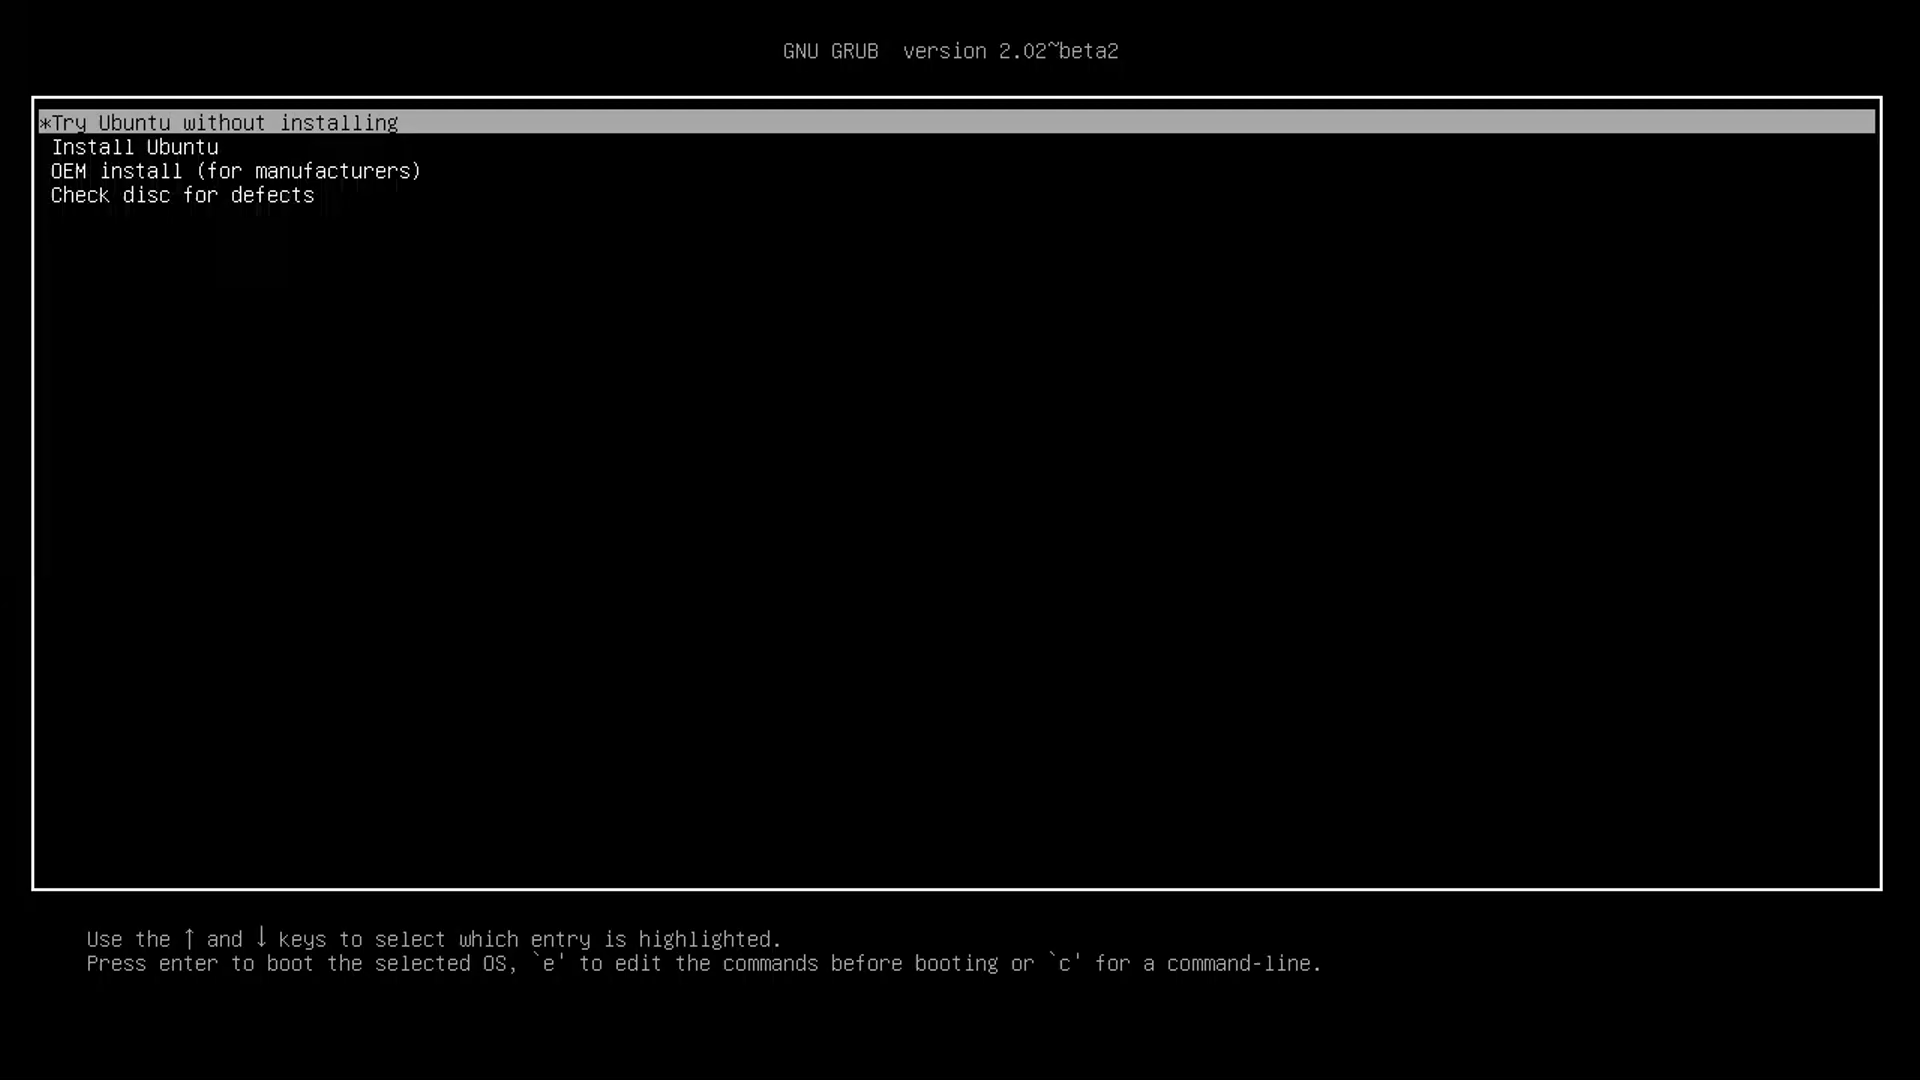 GNU GRUB  version 2.02~beta2
*Try Ubuntu without installing
Install Ubuntu
OEM install (for manufacturers)
Check disc for defects
Use the ↑ and ↓ keys to select which entry is highlighted.
Press enter to boot the selected OS, `e' to edit the commands before booting or `c' for a command-line.